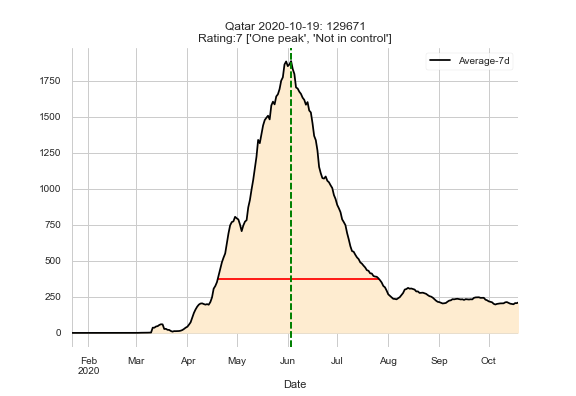 Qatar 2020-10-19: 129671
Rating:7 ['One peak', 'Not in control']
Average-7d
1750
1500
1250
1000
750
500
250
0
Feb Mar Apr May Jun Jul Aug Sep Oct
2020
Date